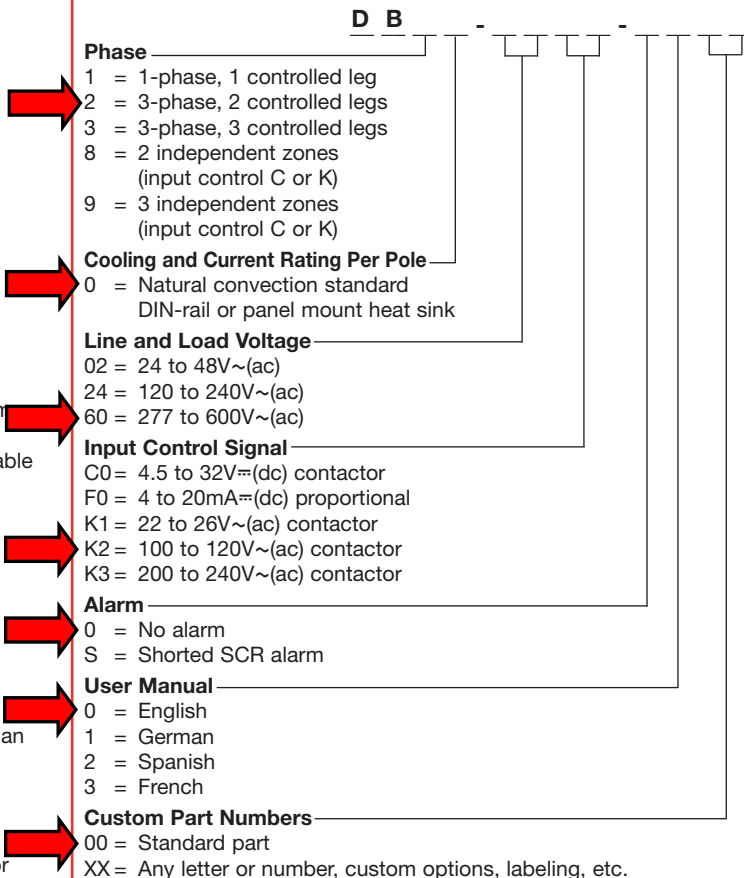 D B - -
Phase
1 = 1-phase, 1 controlled leg
2 = 3-phase, 2 controlled legs
3 = 3-phase, 3 controlled legs
8 = 2 independent zones
(input control C or K)
9 = 3 independent zones
(input control C or K)
Cooling and Current Rating Per Pole
0 = Natural convection standard
DIN-rail or panel mount heat sink
Line and Load Voltage
02 = 24 to 48V~(ac)
24 = 120 to 240V~(ac)
60 = 277 to 600V~(ac)
Input Control Signal
C0 = 4.5 to 32V⎓(dc) contactor
F0 = 4 to 20mA⎓(dc) proportional
K1 = 22 to 26V~(ac) contactor
K2 = 100 to 120V~(ac) contactor
K3 = 200 to 240V~(ac) contactor
Alarm
0 = No alarm
S = Shorted SCR alarm
User Manual
0 = English
1 = German
2 = Spanish
3 = French
Custom Part Numbers
00 = Standard part
XX = Any letter or number, custom options, labeling, etc.